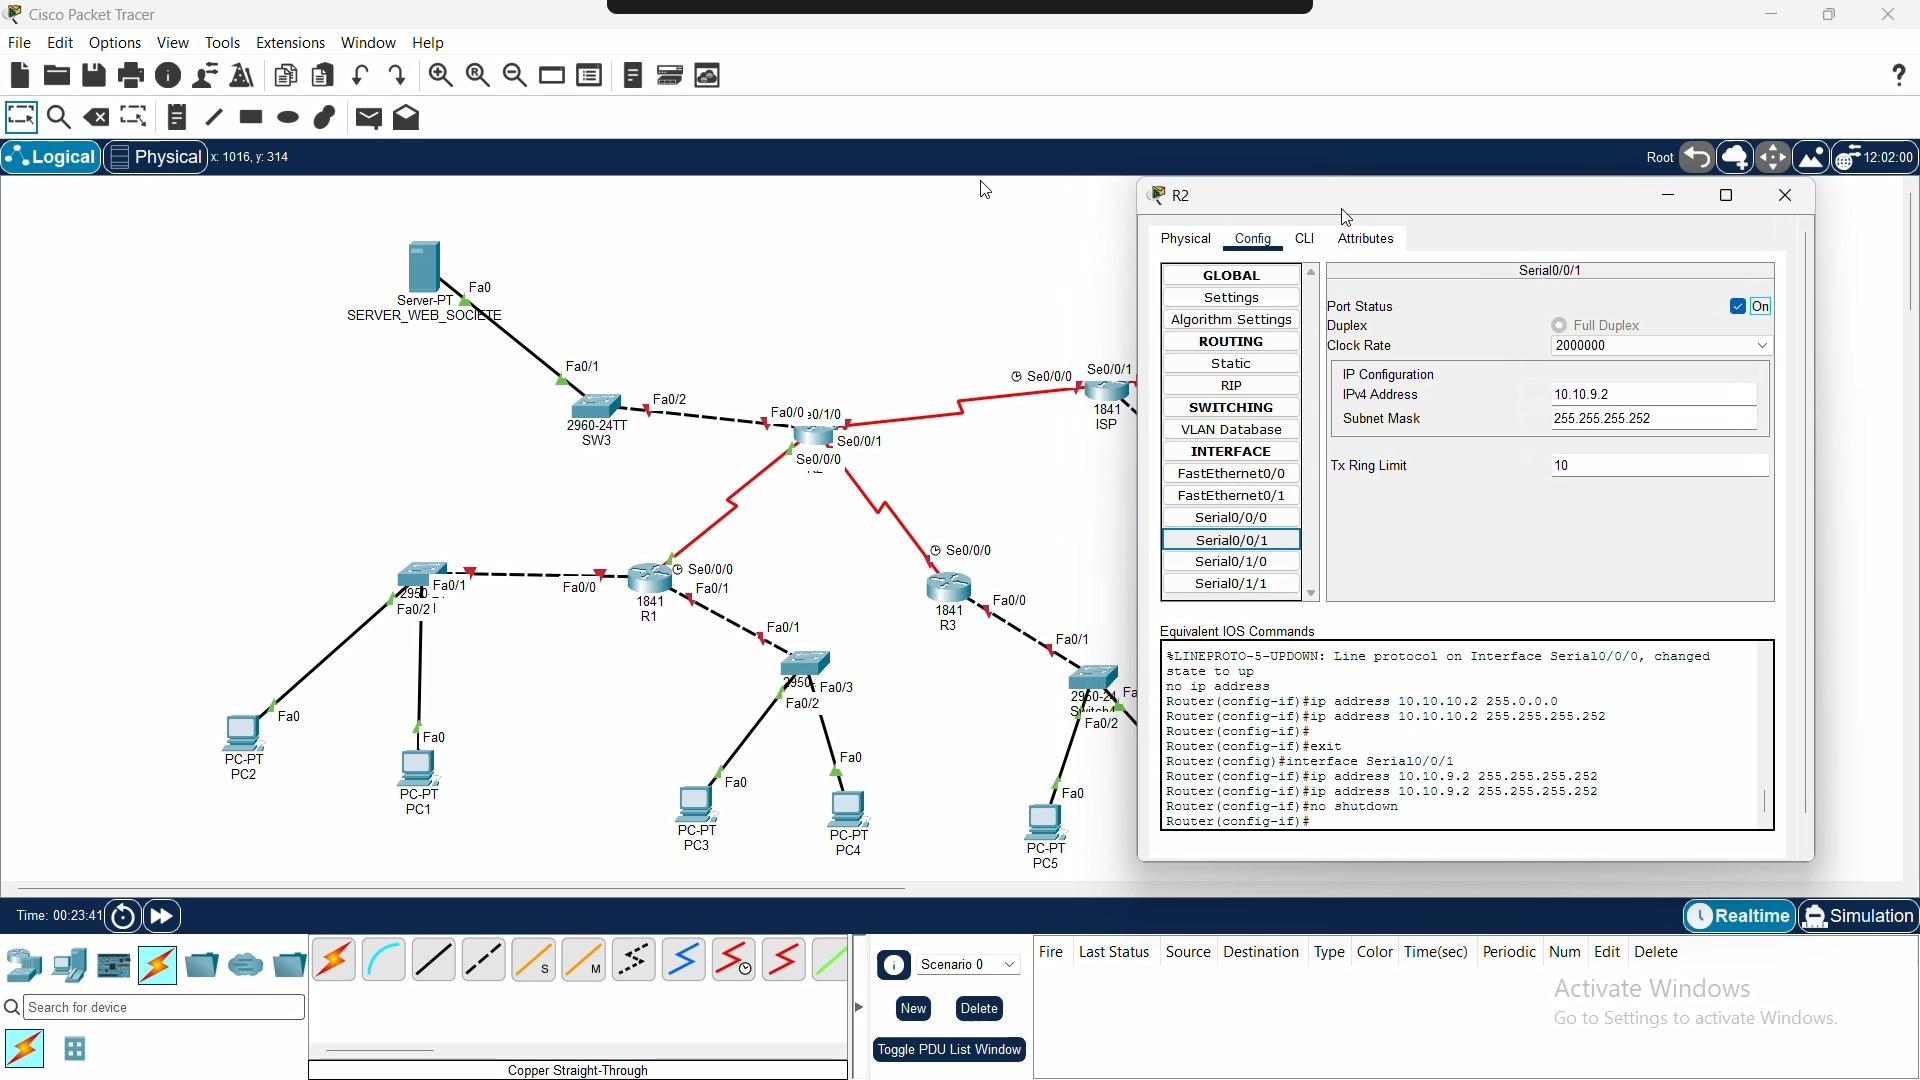 Cisco Packet Tracer
File Edit Options View Tools Extensions Window Help
Logical Physical x: 1016, y: 314
Root 12:02:00
R2
Physical Config CLI Attributes
GLOBAL
Settings
Algorithm Settings
ROUTING
Static
RIP
SWITCHING
VLAN Database
INTERFACE
FastEthernet0/0
FastEthernet0/1
Serial0/0/0
Serial0/0/1
Serial0/1/0
Serial0/1/1
Serial0/0/1
Port Status On
Duplex Full Duplex
Clock Rate 2000000
IP Configuration
IPv4 Address 10.10.9.2
Subnet Mask 255.255.255.252
Tx Ring Limit 10
Equivalent IOS Commands
%LINEPROTO-5-UPDOWN: Line protocol on Interface Serial0/0/0, changed
state to up
no ip address
Router(config-if)#ip address 10.10.10.2 255.0.0.0
Router(config-if)#ip address 10.10.10.2 255.255.255.252
Router(config-if)#
Router(config-if)#exit
Router(config)#interface Serial0/0/1
Router(config-if)#ip address 10.10.9.2 255.255.255.252
Router(config-if)#ip address 10.10.9.2 255.255.255.252
Router(config-if)#no shutdown
Router(config-if)#
Fa0
Server-PT
SERVER_WEB_SOCIETE
Fa0/1
Fa0/2
2960-24TT
SW3
Fa0/0
Se0/0/1
Se0/0/0
Se0/0/0
Se0/0/1
1841
ISP
Fa0/1
Fa0/2
Fa0/0
Se0/0/0
Fa0/1
1841
R1
Se0/0/0
Fa0/0
1841
R3
Fa0/1
Fa0/3
Fa0/2
Fa0/1
Fa0/2
Fa0
PC-PT
PC2
Fa0
PC-PT
PC1
Fa0
PC-PT
PC3
Fa0
PC-PT
PC4
Fa0
PC-PT
PC5
Time: 00:23:41
Realtime Simulation
Search for device
S
M
Copper Straight-Through
Scenario 0
New Delete
Toggle PDU List Window
Fire Last Status Source Destination Type Color Time(sec) Periodic Num Edit Delete
Activate Windows
Go to Settings to activate Windows.